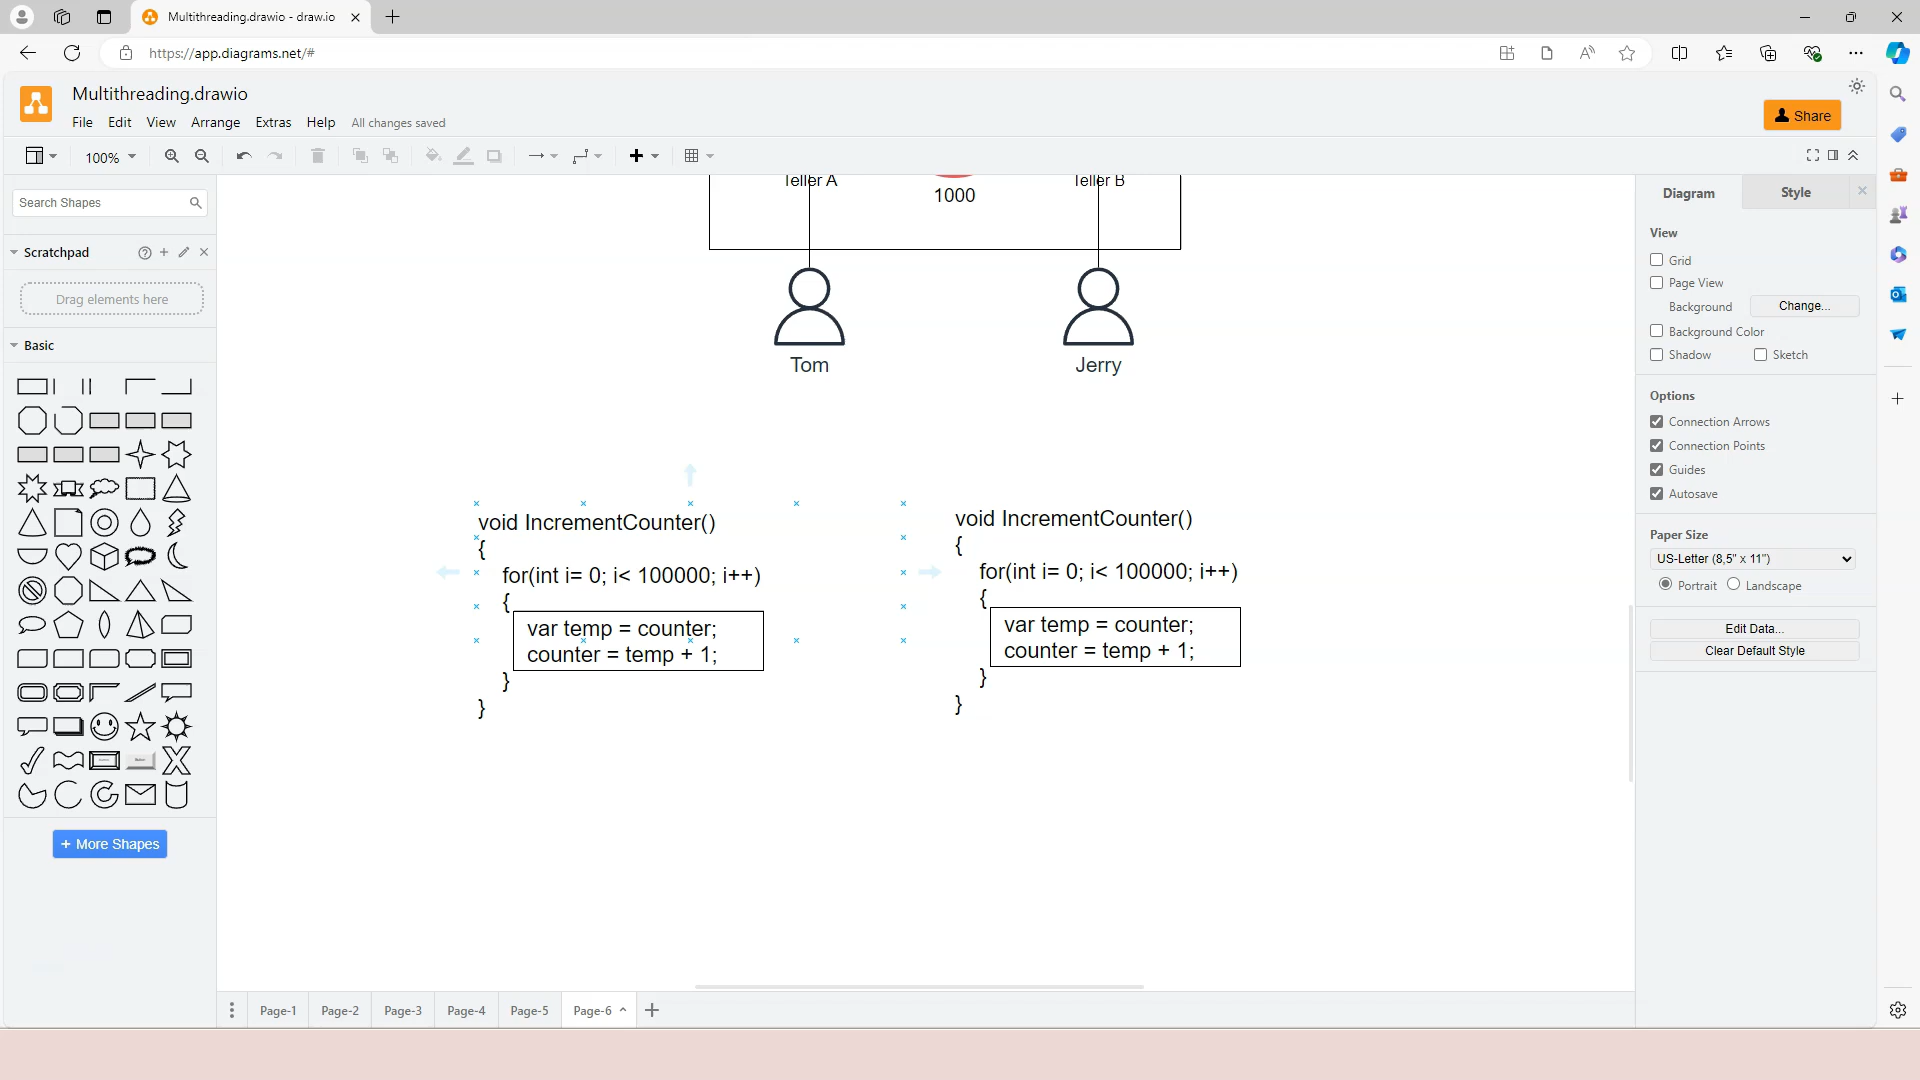 Multithreading.drawio - draw.io
https://app.diagrams.net/#
Multithreading.drawio
File Edit View Arrange Extras Help All changes saved
Share
100%
Search Shapes
Scratchpad
Drag elements here
Basic
+ More Shapes
Teller A
1000
Teller B
Tom
Jerry
void IncrementCounter()
{
for(int i= 0; i< 100000; i++)
{
var temp = counter;
counter = temp + 1;
}
}
void IncrementCounter()
{
for(int i= 0; i< 100000; i++)
{
var temp = counter;
counter = temp + 1;
}
}
Diagram Style
View
Grid
Page View
Background Change...
Background Color
Shadow Sketch
Options
Connection Arrows
Connection Points
Guides
Autosave
Paper Size
US-Letter (8,5" x 11")
Portrait Landscape
Edit Data...
Clear Default Style
Page-1 Page-2 Page-3 Page-4 Page-5 Page-6